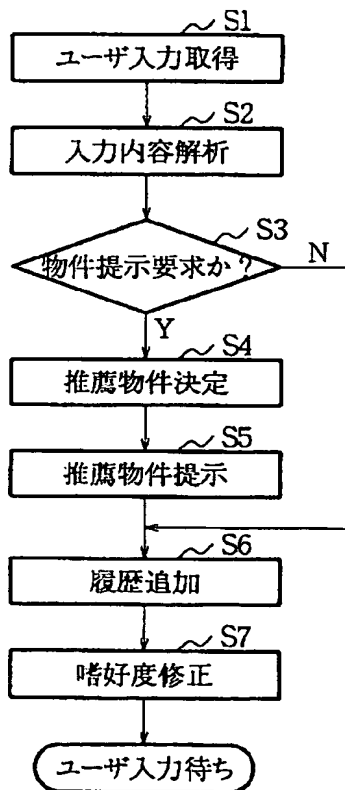 S1
ユーザ入力取得
S2
入力内容解析
S3
物件提示要求か?
N
Y
S4
推薦物件決定
S5
推薦物件提示
S6
履歴追加
S7
嗜好度修正
ユーザ入力待ち